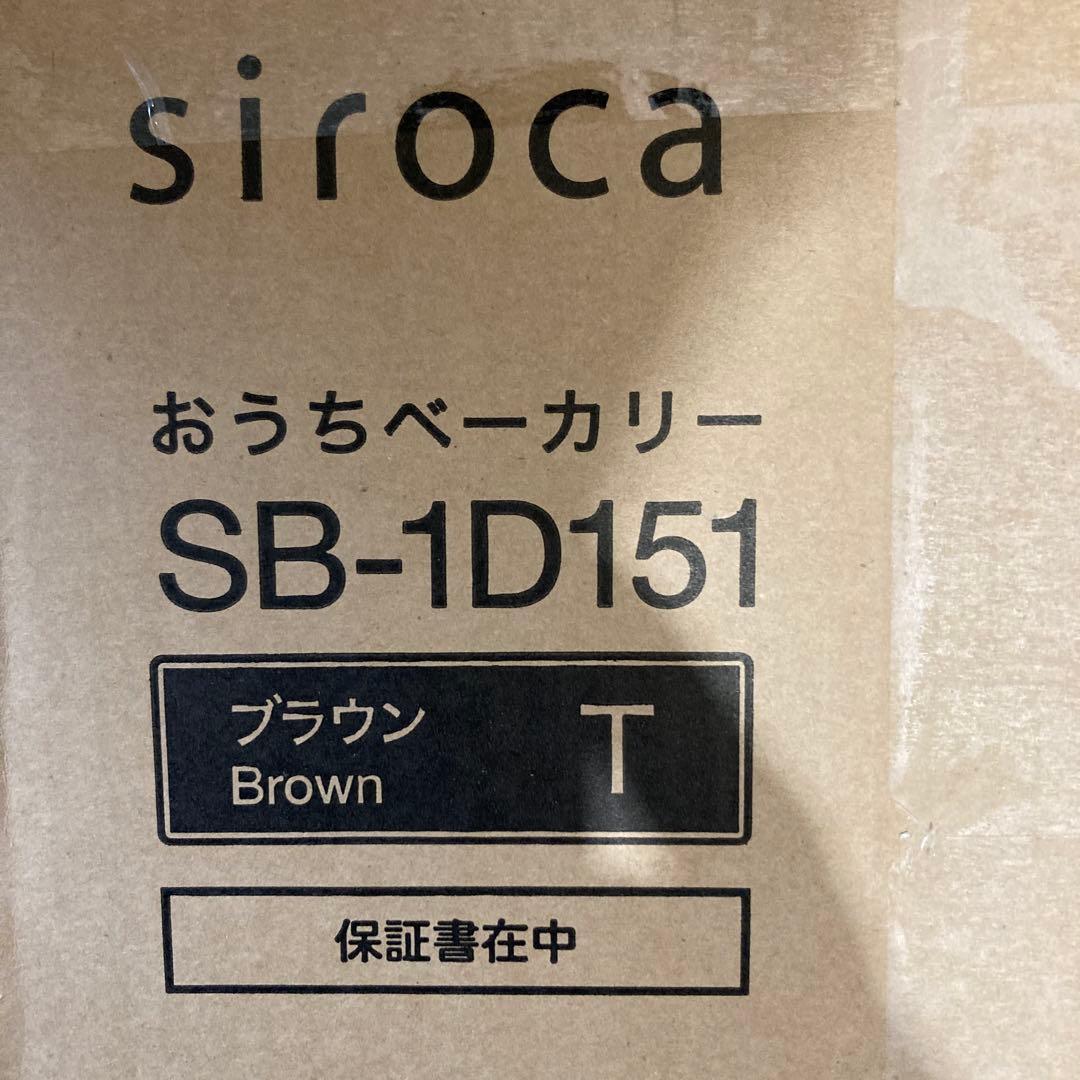 siroca
おうちベーカリー
SB-1D151
ブラウン T
Brown
保証書在中